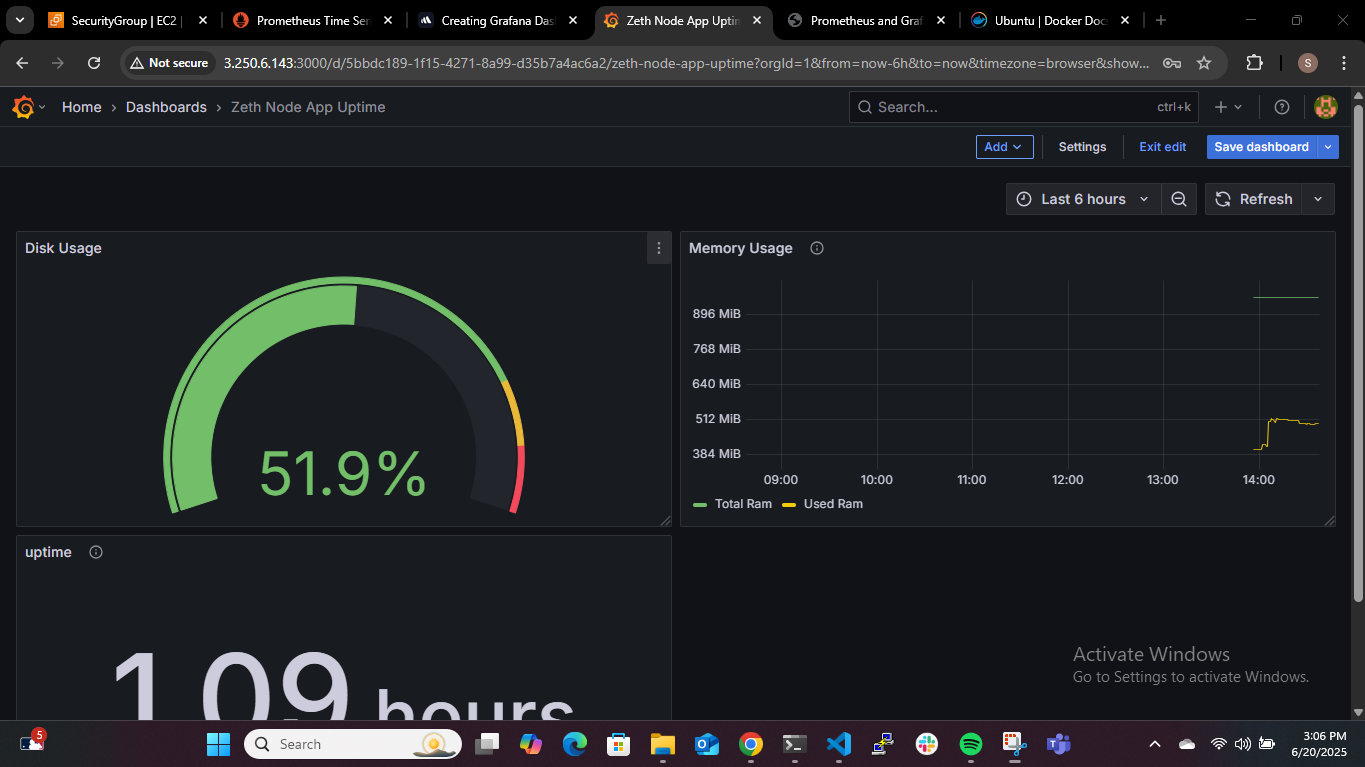 SecurityGroup | EC2 |
Prometheus Time Seri
Creating Grafana Dash
Zeth Node App Uptim
Prometheus and Graf
Ubuntu | Docker Docs
Not secure
3.250.6.143:3000/d/5bbdc189-1f15-4271-8a99-d35b7a4ac6a2/zeth-node-app-uptime?orgId=1&from=now-6h&to=now&timezone=browser&show...
S
Home › Dashboards › Zeth Node App Uptime
Search...
ctrl+k
Add
Settings
Exit edit
Save dashboard
Last 6 hours
Refresh
Disk Usage
51.9%
Memory Usage
896 MiB
768 MiB
640 MiB
512 MiB
384 MiB
09:00
10:00
11:00
12:00
13:00
14:00
Total Ram
Used Ram
uptime
1.09 hours
Activate Windows
Go to Settings to activate Windows.
5
Search
3:06 PM
6/20/2025